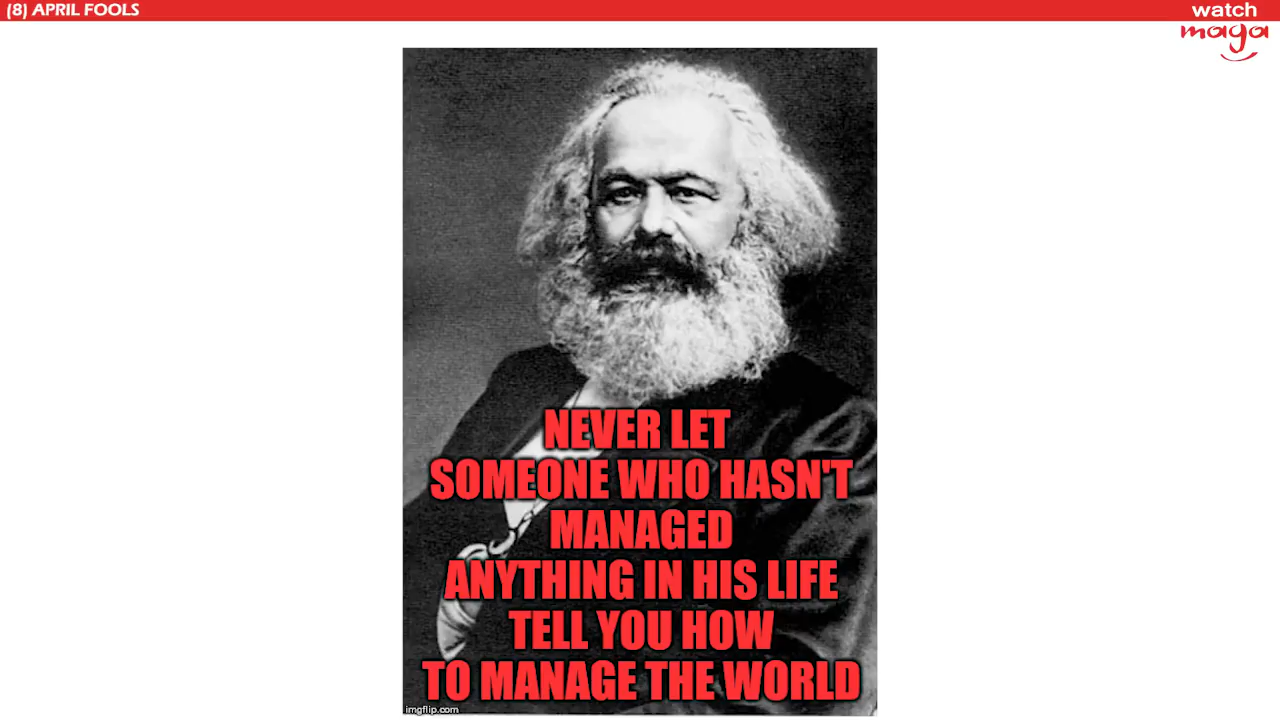 (8) APRIL FOOLS
watch
maga
NEVER LET
SOMEONE WHO HASN'T
MANAGED
ANYTHING IN HIS LIFE
TELL YOU HOW
TO MANAGE THE WORLD
imgflip.com